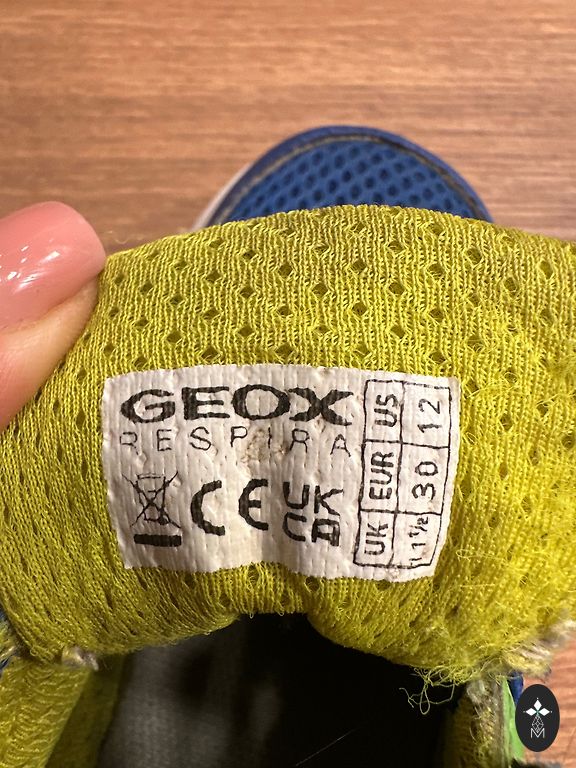 GEOX
RESPIRA
CE UK
CA
US 12
EUR 30
UK 11½
M